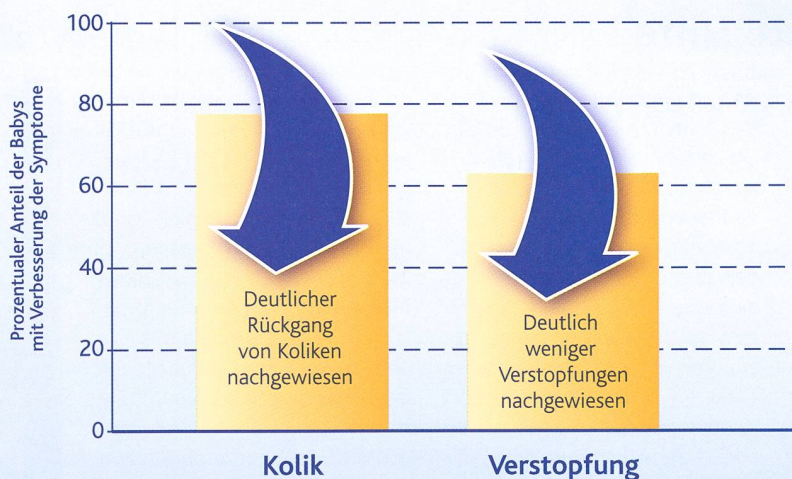 Prozentualer Anteil der Babys
mit Verbesserung der Symptome
100
80
60
40
20
0
Deutlicher
Rückgang
von Koliken
nachgewiesen
Deutlich
weniger
Verstopfungen
nachgewiesen
Kolik
Verstopfung